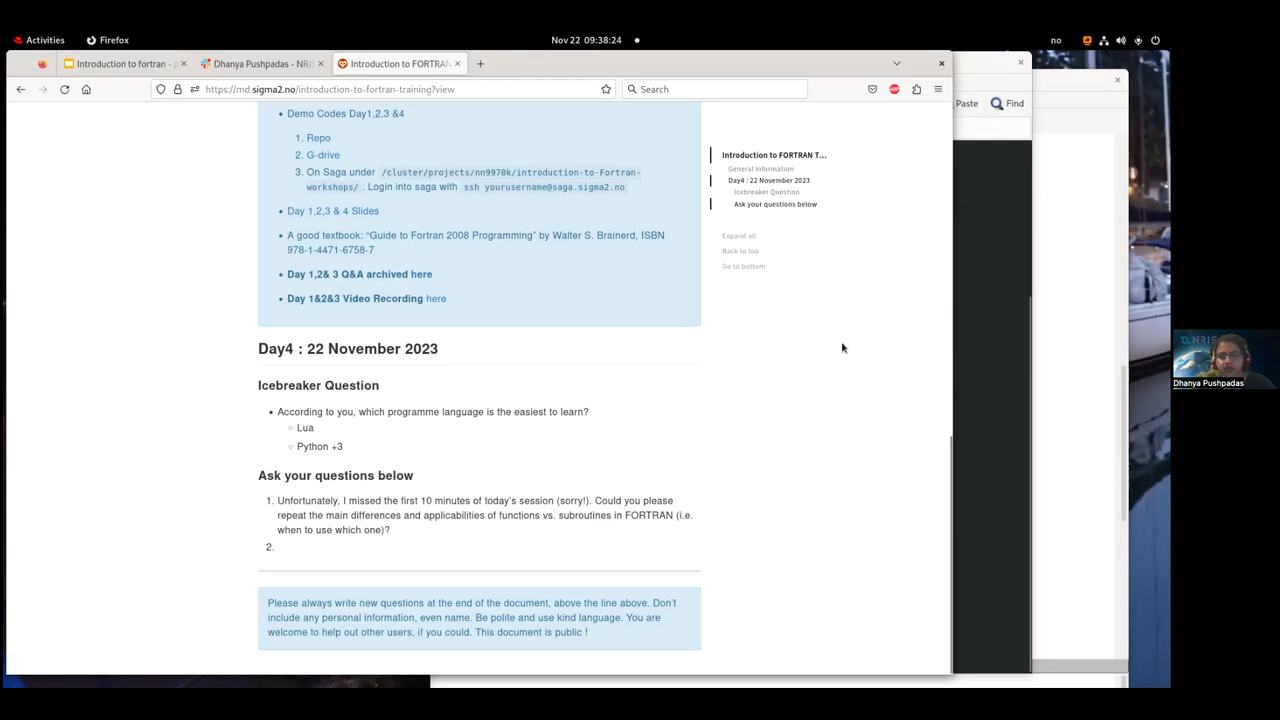 Activities
Firefox
Nov 22 09:38:24
no
Introduction to fortran - p
Dhanya Pushpadas - NRIS
Introduction to FORTRAN
https://md.sigma2.no/introduction-to-fortran-training?view
Search
Paste
Find
Demo Codes Day1,2,3 &4
1. Repo
2. G-drive
3. On Saga under /cluster/projects/nn9970k/introduction-to-Fortran-
workshops/ . Login into saga with ssh yourusername@saga.sigma2.no
Day 1,2,3 & 4 Slides
A good textbook: “Guide to Fortran 2008 Programming” by Walter S. Brainerd, ISBN
978-1-4471-6758-7
Day 1,2& 3 Q&A archived here
Day 1&2&3 Video Recording here
Introduction to FORTRAN T...
General information
Day4 : 22 November 2023
Icebreaker Question
Ask your questions below
Expand all
Back to top
Go to bottom
Day4 : 22 November 2023
Icebreaker Question
According to you, which programme language is the easiest to learn?
Lua
Python +3
Ask your questions below
1. Unfortunately, I missed the first 10 minutes of today’s session (sorry!). Could you please
repeat the main differences and applicabilities of functions vs. subroutines in FORTRAN (i.e.
when to use which one)?
2.
Please always write new questions at the end of the document, above the line above. Don’t
include any personal information, even name. Be polite and use kind language. You are
welcome to help out other users, if you could. This document is public !
NRIS
Dhanya Pushpadas